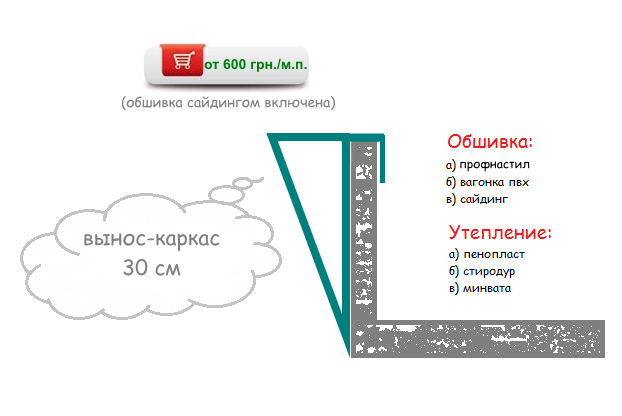 от 600 грн./м.п.
(обшивка сайдингом включена)
Обшивка:
а) профнастил
б) вагонка пвх
в) сайдинг
вынос-каркас
30 см
Утепление:
а) пенопласт
б) стиродур
в) минвата